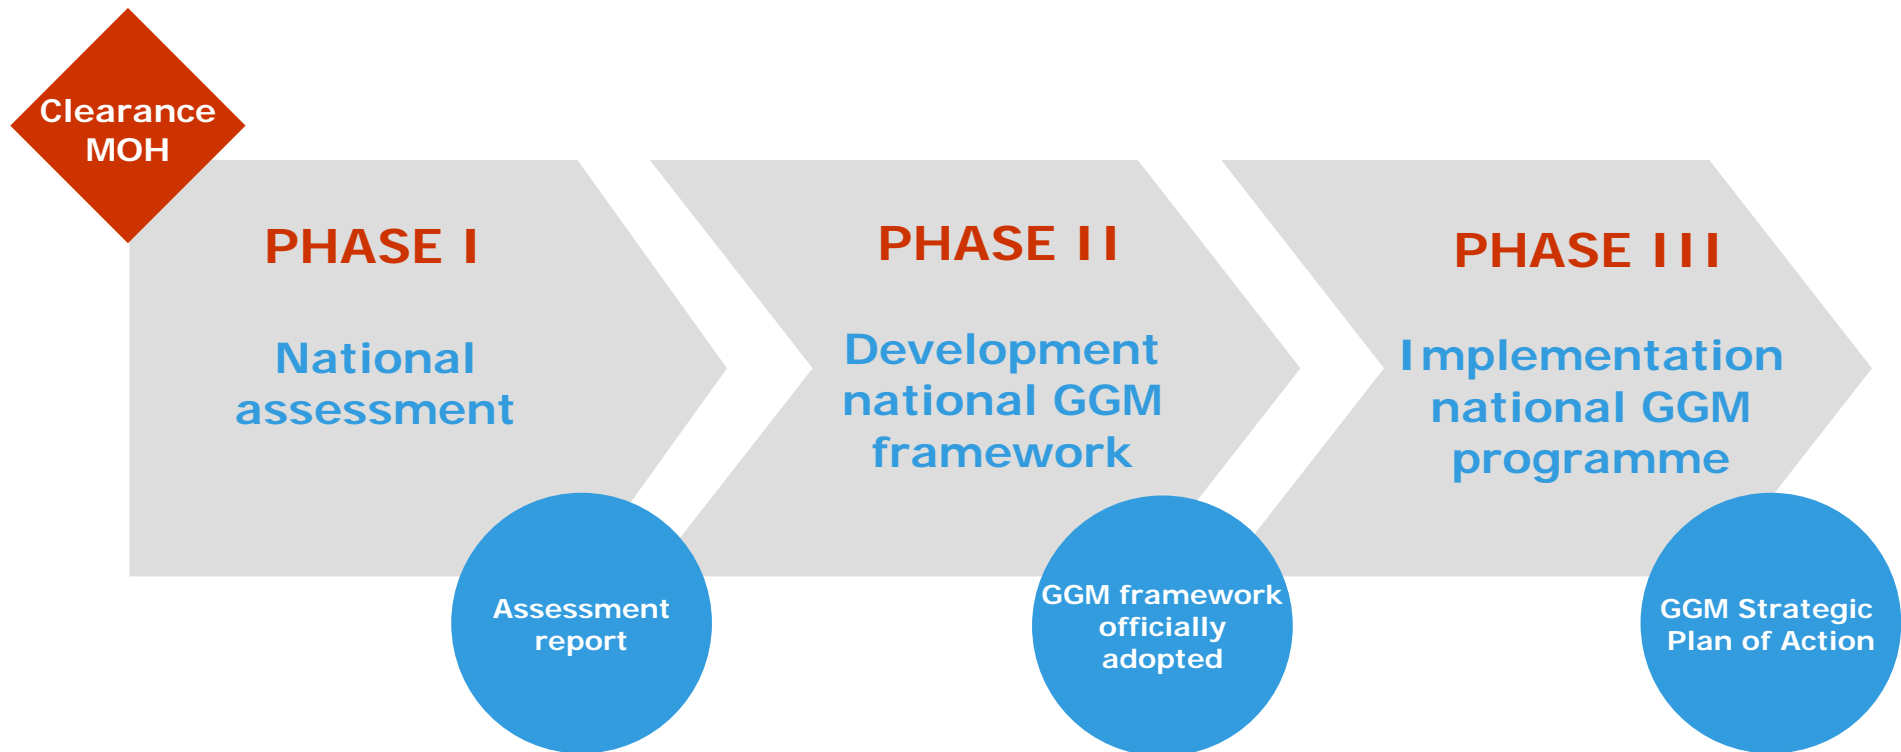 Clearance
MOH
PHASE I
National
assessment
Assessment
report
PHASE II
Development
national GGM
framework
GGM framework
officially
adopted
PHASE III
Implementation
national GGM
programme
GGM Strategic
Plan of Action